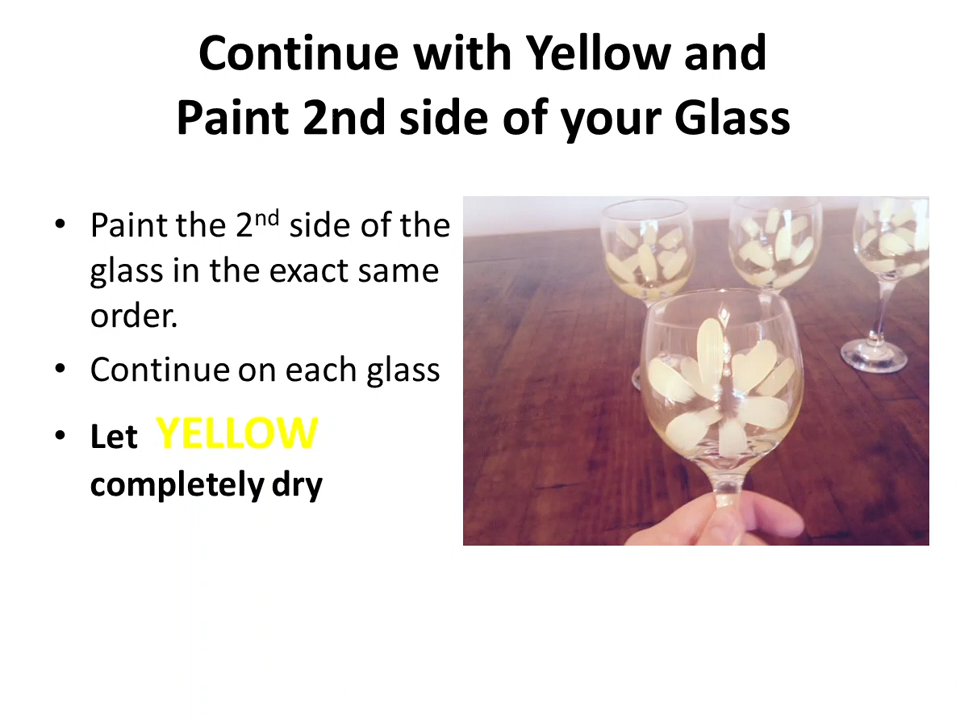 Continue with Yellow and
Paint 2nd side of your Glass
• Paint the 2nd side of the
glass in the exact same
order.
• Continue on each glass
• Let YELLOW
completely dry